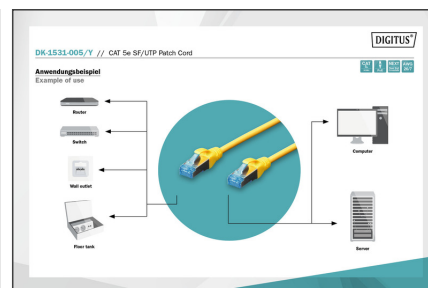 DIGITUS®
DK-1531-005/Y // CAT 5e SF/UTP Patch Cord
Anwendungsbeispiel
Example of use
Router
Switch
Wall outlet
Floor tank
Computer
Server